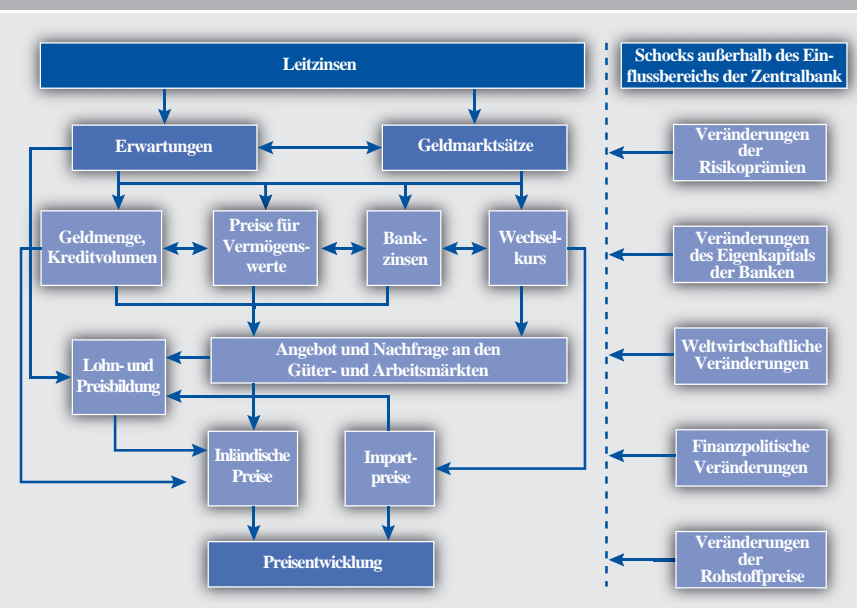 Leitzinsen
Schocks außerhalb des Ein-
flussbereichs der Zentralbank
Erwartungen
Geldmarktsätze
Veränderungen
der
Risikoprämien
Geldmenge,
Kreditvolumen
Preise für
Vermögens-
werte
Bank-
zinsen
Wechsel-
kurs
Veränderungen
des Eigenkapitals
der Banken
Lohn- und
Preisbildung
Angebot und Nachfrage an den
Güter- und Arbeitsmärkten
Weltwirtschaftliche
Veränderungen
Inländische
Preise
Import-
preise
Finanzpolitische
Veränderungen
Preisentwicklung
Veränderungen
der
Rohstoffpreise